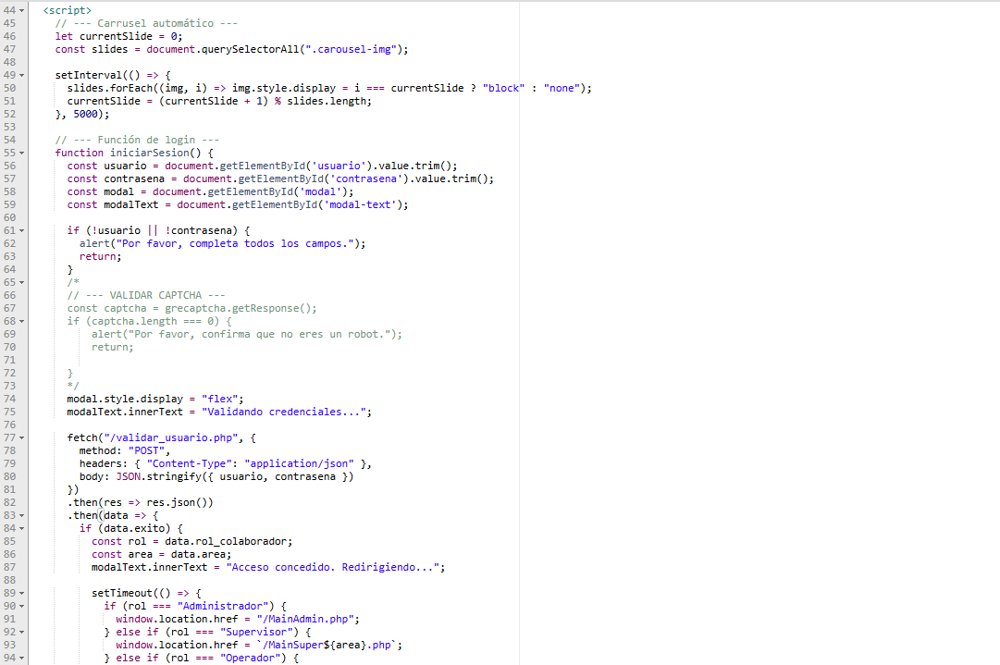 44 <script>
45 // --- Carrusel automático ---
46 let currentSlide = 0;
47 const slides = document.querySelectorAll(".carousel-img");
48
49 setInterval(() => {
50 slides.forEach((img, i) => img.style.display = i === currentSlide ? "block" : "none");
51 currentSlide = (currentSlide + 1) % slides.length;
52 }, 5000);
53
54 // --- Función de login ---
55 function iniciarSesion() {
56 const usuario = document.getElementById('usuario').value.trim();
57 const contrasena = document.getElementById('contrasena').value.trim();
58 const modal = document.getElementById('modal');
59 const modalText = document.getElementById('modal-text');
60
61 if (!usuario || !contrasena) {
62 alert("Por favor, completa todos los campos.");
63 return;
64 }
65 /*
66 // --- VALIDAR CAPTCHA ---
67 const captcha = grecaptcha.getResponse();
68 if (captcha.length === 0) {
69 alert("Por favor, confirma que no eres un robot.");
70 return;
71
72 }
73 */
74 modal.style.display = "flex";
75 modalText.innerText = "Validando credenciales...";
76
77 fetch("/validar_usuario.php", {
78 method: "POST",
79 headers: { "Content-Type": "application/json" },
80 body: JSON.stringify({ usuario, contrasena })
81 })
82 .then(res => res.json())
83 .then(data => {
84 if (data.exito) {
85 const rol = data.rol_colaborador;
86 const area = data.area;
87 modalText.innerText = "Acceso concedido. Redirigiendo...";
88
89 setTimeout(() => {
90 if (rol === "Administrador") {
91 window.location.href = "/MainAdmin.php";
92 } else if (rol === "Supervisor") {
93 window.location.href = `/MainSuper${area}.php`;
94 } else if (rol === "Operador") {